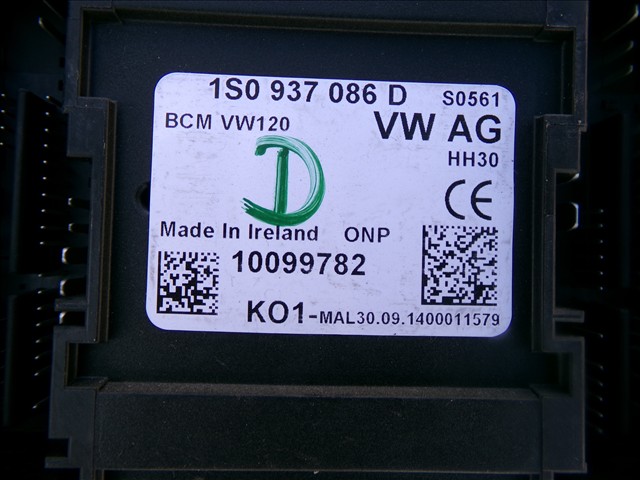 1S0 937 086 D S0561
BCM VW120 VW AG
HH30
D
CE
Made In Ireland ONP
10099782
KO1-MAL30.09.1400011579